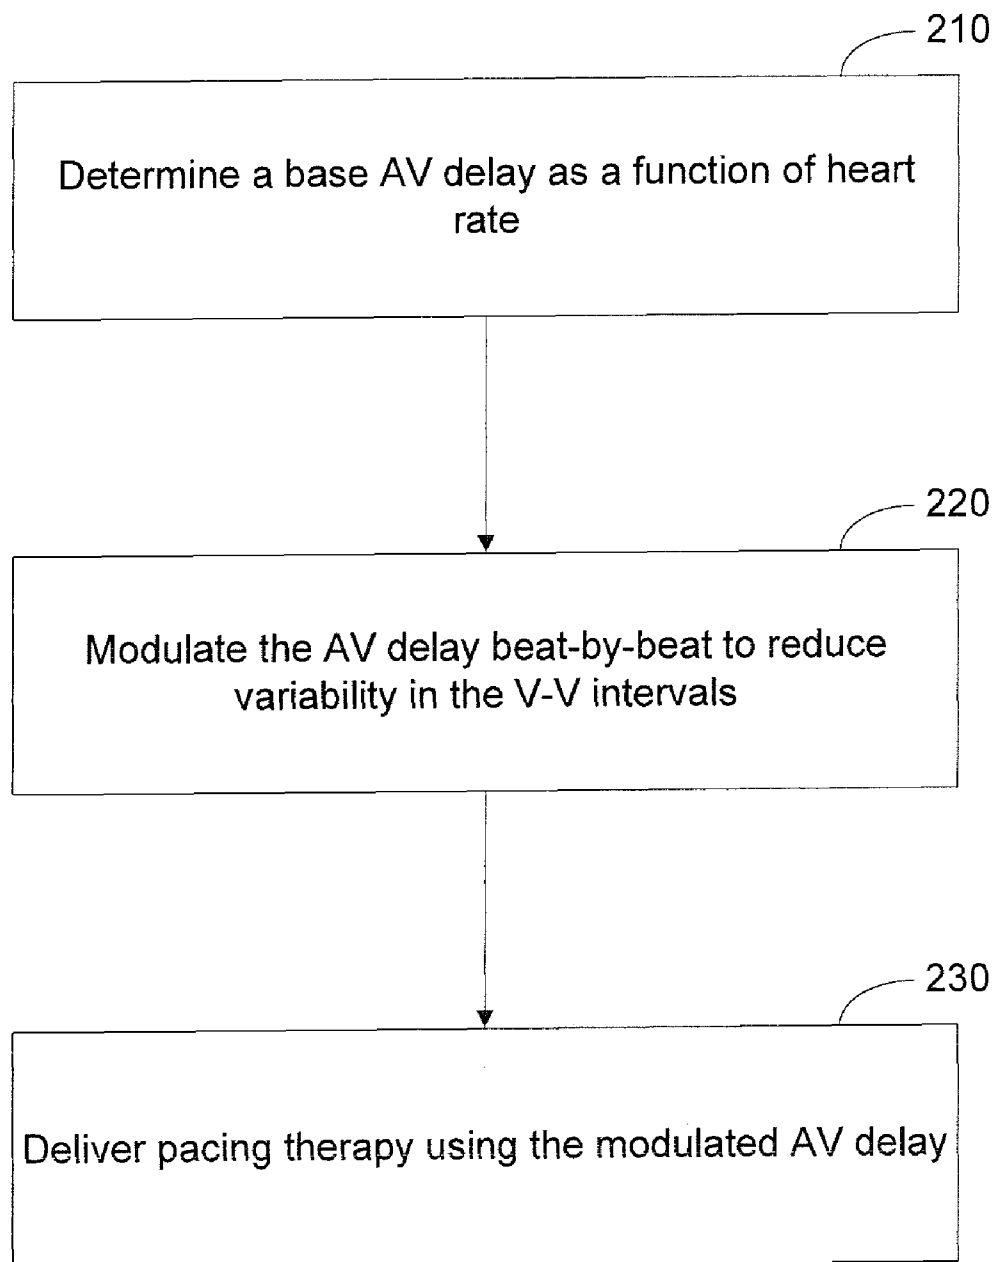 210
Determine a base AV delay as a function of heart
rate
220
Modulate the AV delay beat-by-beat to reduce
variability in the V-V intervals
230
Deliver pacing therapy using the modulated AV delay